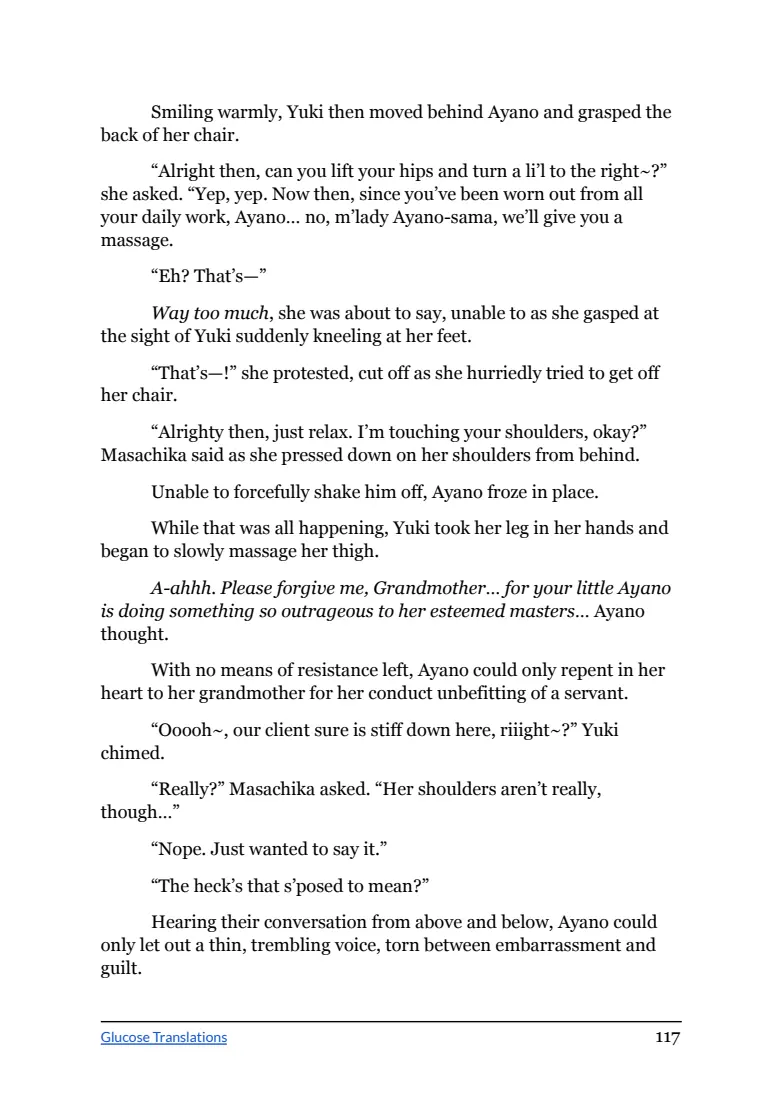 Smiling warmly, Yuki then moved behind Ayano and grasped the
back of her chair.
“Alright then, can you lift your hips and turn a li’l to the right~?”
she asked. “Yep, yep. Now then, since you’ve been worn out from all
your daily work, Ayano… no, m’lady Ayano-sama, we’ll give you a
massage.
“Eh? That’s—”
Way too much, she was about to say, unable to as she gasped at
the sight of Yuki suddenly kneeling at her feet.
“That’s—!” she protested, cut off as she hurriedly tried to get off
her chair.
“Alrighty then, just relax. I’m touching your shoulders, okay?”
Masachika said as she pressed down on her shoulders from behind.
Unable to forcefully shake him off, Ayano froze in place.
While that was all happening, Yuki took her leg in her hands and
began to slowly massage her thigh.
A-ahhh. Please forgive me, Grandmother… for your little Ayano
is doing something so outrageous to her esteemed masters… Ayano
thought.
With no means of resistance left, Ayano could only repent in her
heart to her grandmother for her conduct unbefitting of a servant.
“Ooooh~, our client sure is stiff down here, riiight~?” Yuki
chimed.
“Really?” Masachika asked. “Her shoulders aren’t really,
though…”
“Nope. Just wanted to say it.”
“The heck’s that s’posed to mean?”
Hearing their conversation from above and below, Ayano could
only let out a thin, trembling voice, torn between embarrassment and
guilt.
Glucose Translations 117